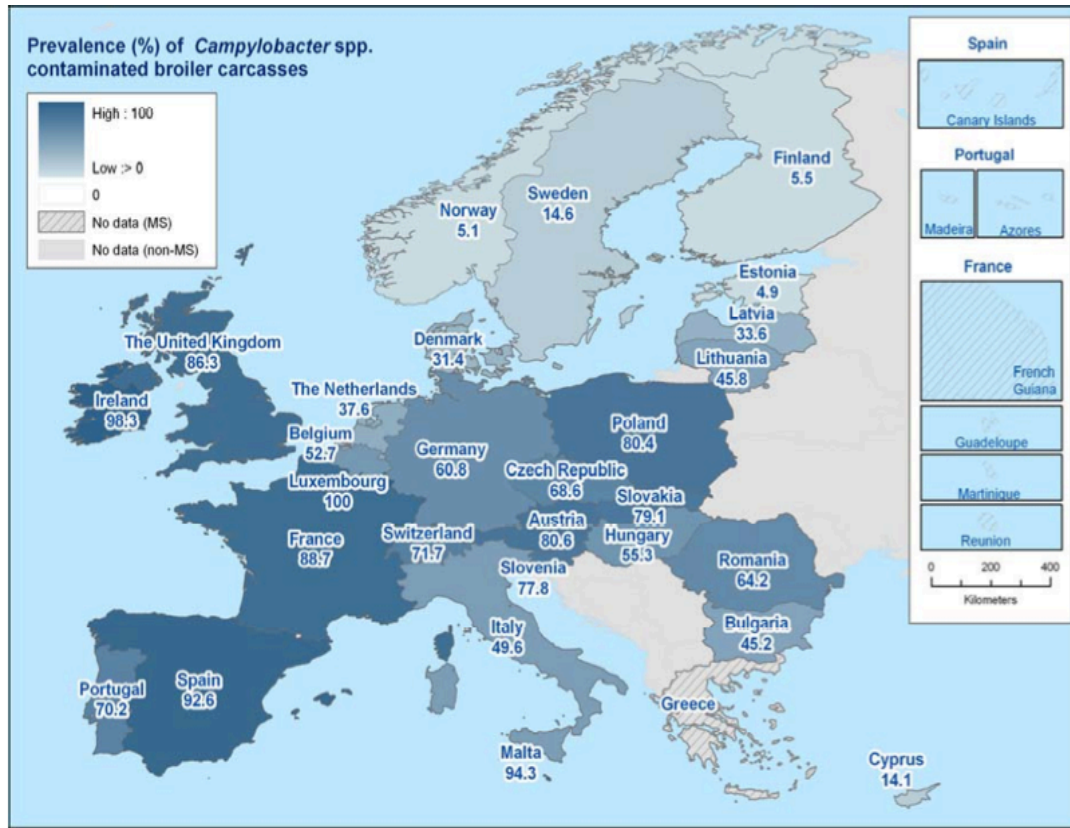 Prevalence (%) of Campylobacter spp.
contaminated broiler carcasses
High : 100
Low :> 0
0
No data (MS)
No data (non-MS)
Norway
5.1
Sweden
14.6
Finland
5.5
Estonia
4.9
Latvia
33.6
Lithuania
45.8
Denmark
31.4
The United Kingdom
86.3
Ireland
98.3
The Netherlands
37.6
Belgium
52.7
Luxembourg
100
Germany
60.8
Poland
80.4
Czech Republic
68.6
Slovakia
79.1
Austria
80.6
Hungary
55.3
Switzerland
71.7
France
88.7
Slovenia
77.8
Romania
64.2
Italy
49.6
Bulgaria
45.2
Portugal
70.2
Spain
92.6
Greece
Malta
94.3
Cyprus
14.1
Spain
Canary Islands
Portugal
Madeira
Azores
France
French
Guiana
Guadeloupe
Martinique
Reunion
0 200 400
Kilometers